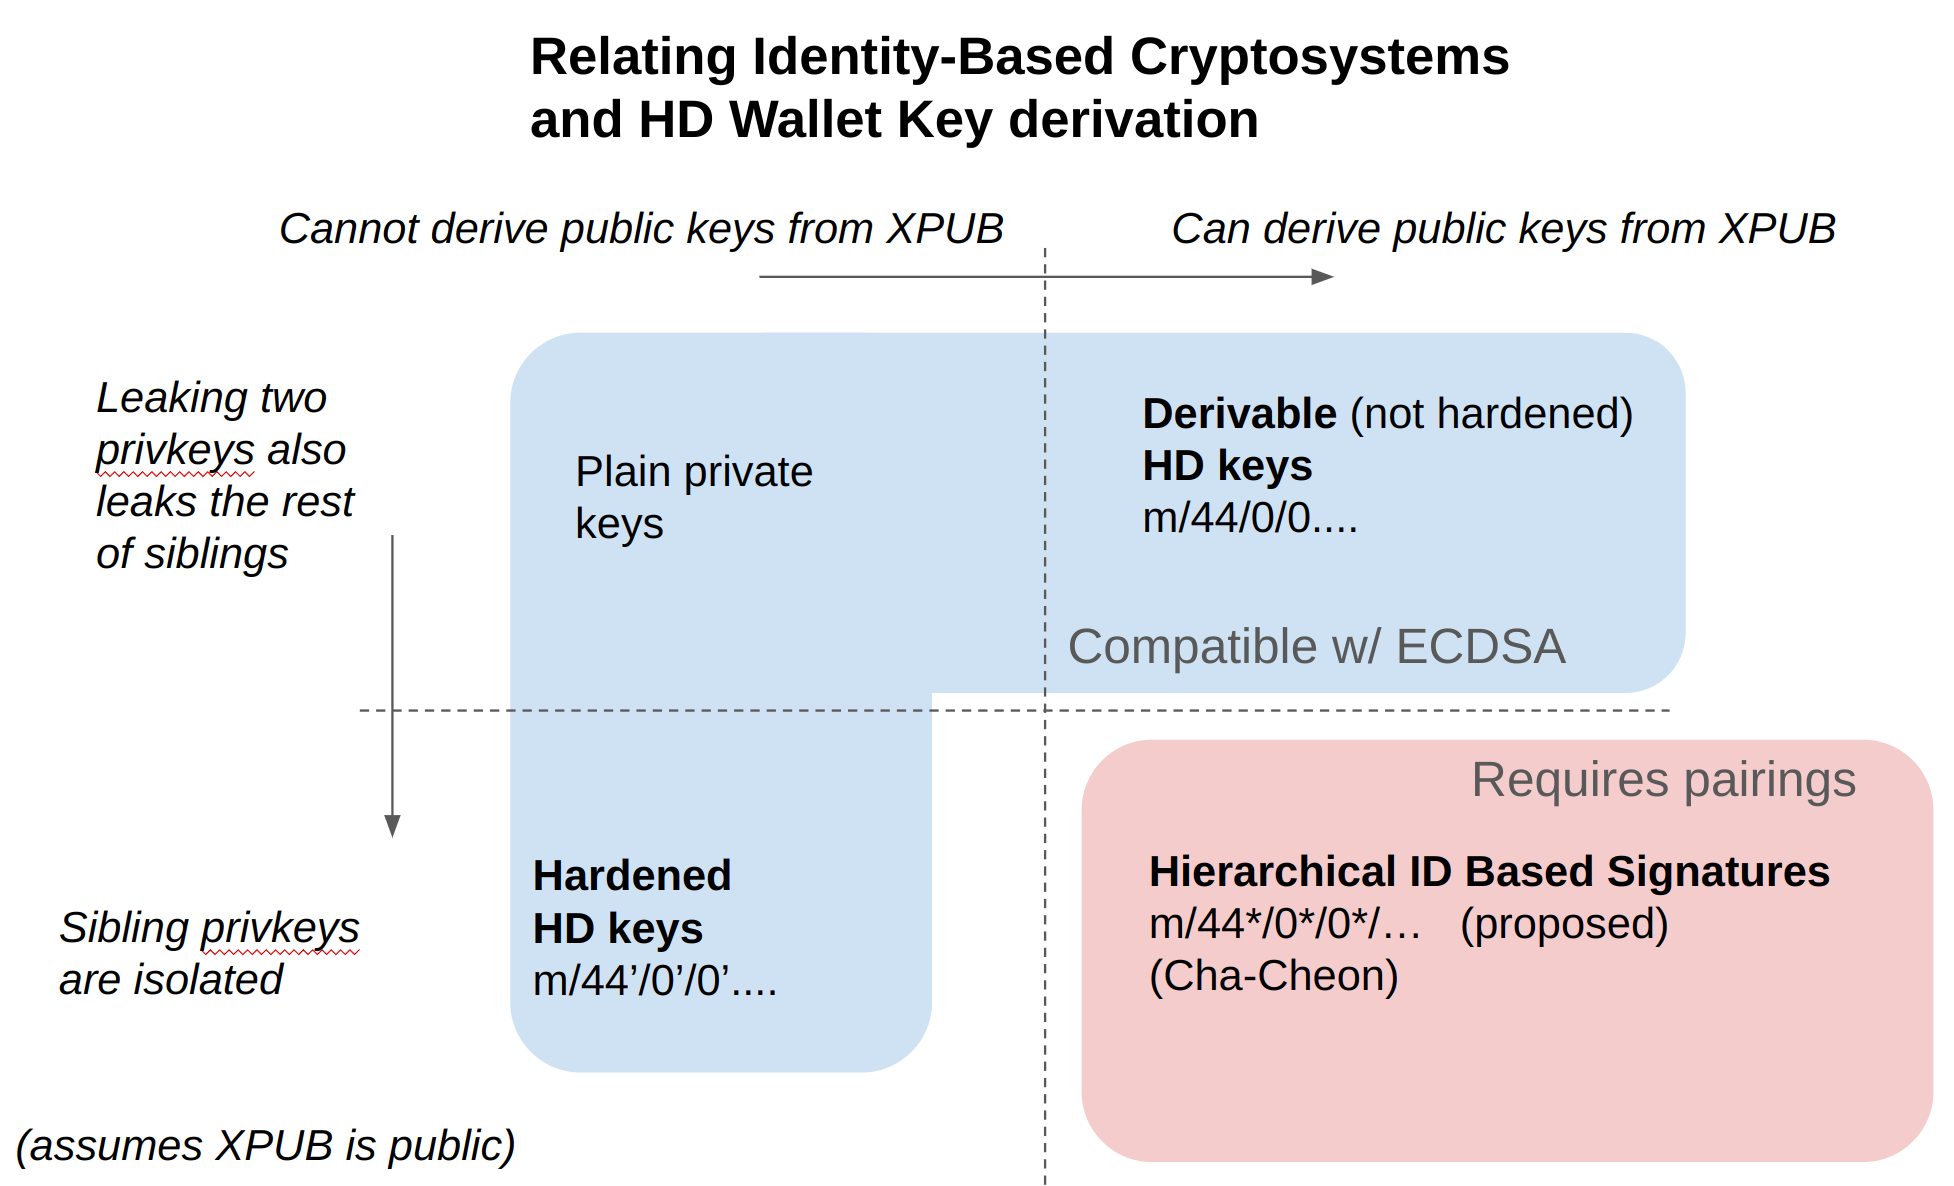 Relating Identity-Based Cryptosystems
and HD Wallet Key derivation
Cannot derive public keys from XPUB
Can derive public keys from XPUB
Leaking two
privkeys also
leaks the rest
of siblings
Plain private
keys
Derivable (not hardened)
HD keys
m/44/0/0....
Compatible w/ ECDSA
Requires pairings
Sibling privkeys
are isolated
Hardened
HD keys
m/44’/0’/0’....
Hierarchical ID Based Signatures
m/44*/0*/0*/… (proposed)
(Cha-Cheon)
(assumes XPUB is public)